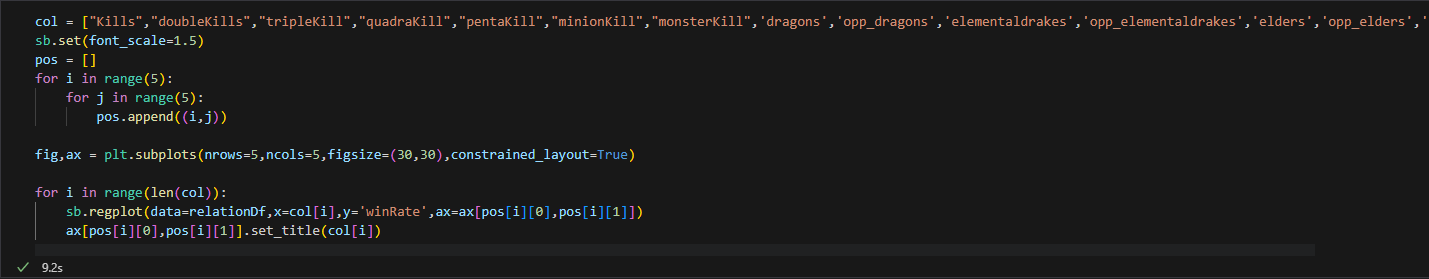 col = ["Kills","doubleKills","tripleKill","quadraKill","pentaKill","minionKill","monsterKill",'dragons','opp_dragons','elementaldrakes','opp_elementaldrakes','elders','opp_elders','
sb.set(font_scale=1.5)
pos = []
for i in range(5):
    for j in range(5):
        pos.append((i,j))
fig,ax = plt.subplots(nrows=5,ncols=5,figsize=(30,30),constrained_layout=True)
for i in range(len(col)):
    sb.regplot(data=relationDf,x=col[i],y='winRate',ax=ax[pos[i][0],pos[i][1]])
    ax[pos[i][0],pos[i][1]].set_title(col[i])
9.2s